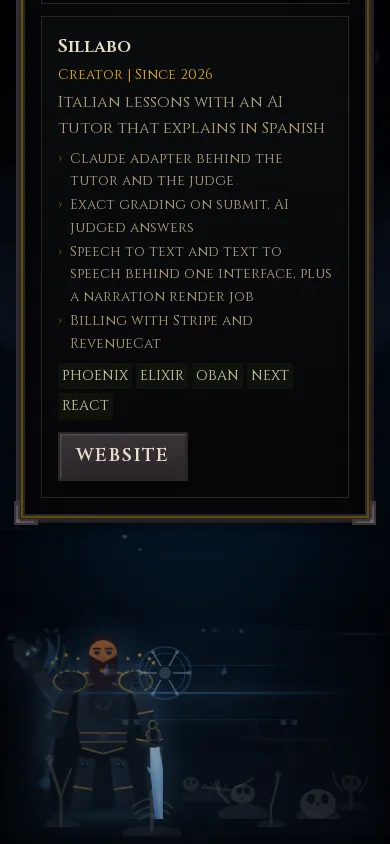 Sillabo
Creator | Since 2026
Italian lessons with an AI
tutor that explains in Spanish
› Claude adapter behind the
tutor and the judge
› Exact grading on submit, AI
judged answers
› Speech to text and text to
speech behind one interface, plus
a narration render job
› Billing with Stripe and
RevenueCat
PHOENIX ELIXIR OBAN NEXT
REACT
WEBSITE